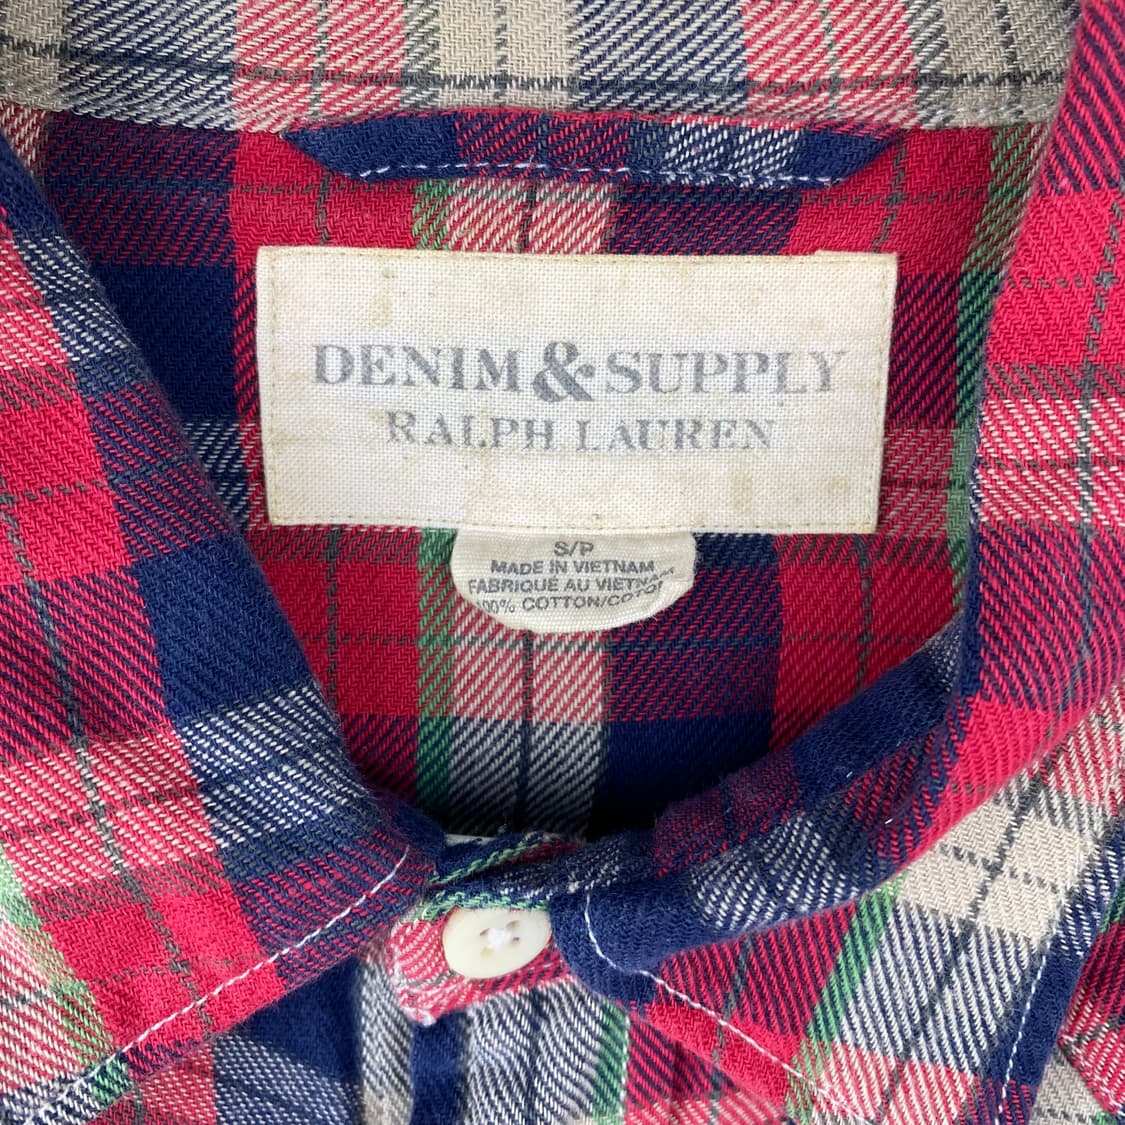 DENIM & SUPPLY
RALPH LAUREN
S/P
MADE IN VIETNAM
FABRIQUÉ AU VIETNAM
100% COTTON/COTON